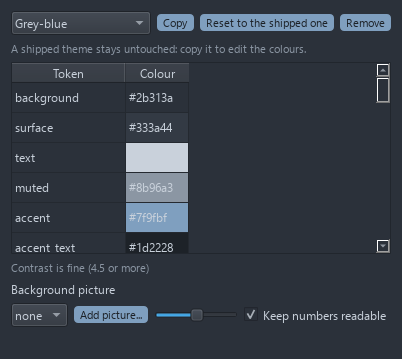 Grey-blue Copy Reset to the shipped one Remove
A shipped theme stays untouched: copy it to edit the colours.
Token Colour
background #2b313a
surface #333a44
text
muted #8b96a3
accent #7f9fbf
accent_text #1d2228
Contrast is fine (4.5 or more)
Background picture
none Add picture... Keep numbers readable